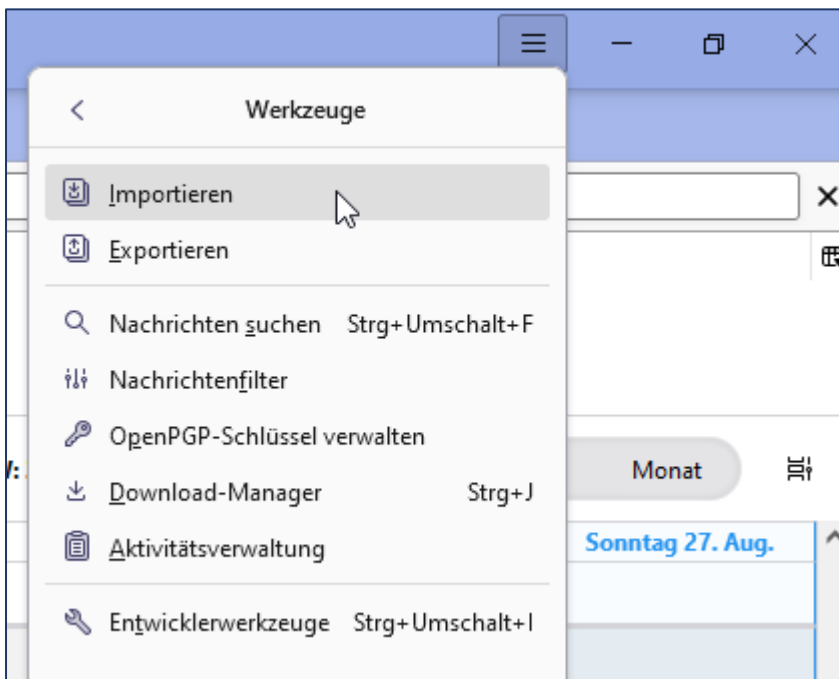 Werkzeuge
Importieren
Exportieren
Nachrichten suchen Strg+Umschalt+F
Nachrichtenfilter
OpenPGP-Schlüssel verwalten
Monat
Download-Manager Strg+J
Aktivitätsverwaltung
Sonntag 27. Aug.
Entwicklerwerkzeuge Strg+Umschalt+I